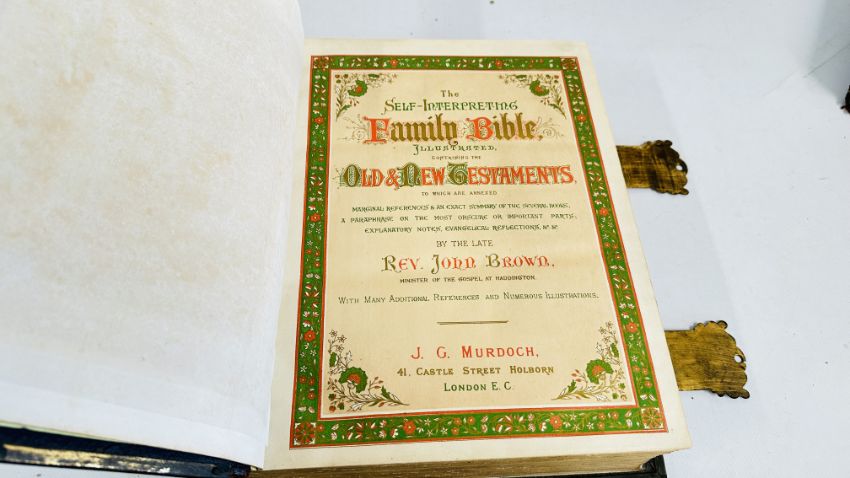 The
Self-Interpreting
Family Bible,
Illustrated,
containing the
Old & New Testaments,
to which are annexed
marginal references & an exact summary of the several books;
a paraphrase on the most obscure or important parts;
explanatory notes, evangelical reflections, &c &c
by the late
Rev. John Brown,
Minister of the Gospel at Haddington.
With Many Additional References and Numerous Illustrations.
J. G. Murdoch,
41, Castle Street Holborn
London E. C.